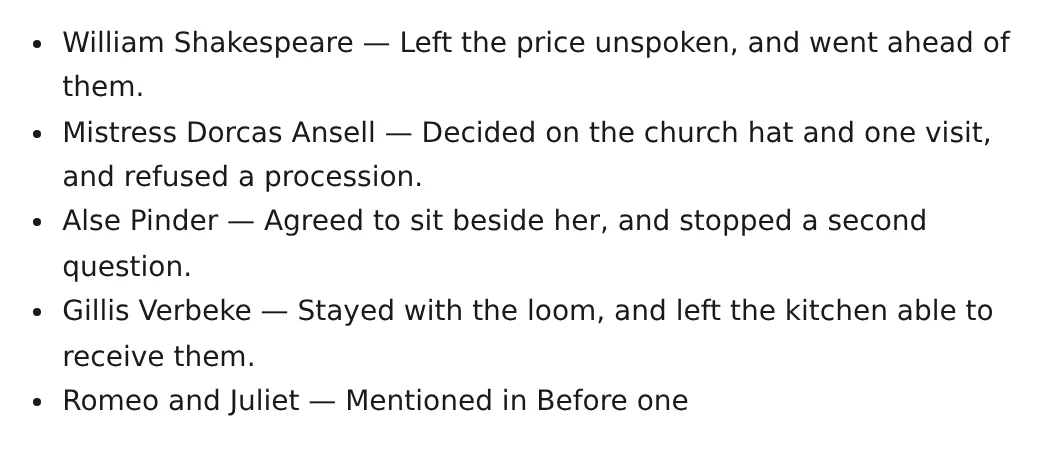 • William Shakespeare — Left the price unspoken, and went ahead of
them.
• Mistress Dorcas Ansell — Decided on the church hat and one visit,
and refused a procession.
• Alse Pinder — Agreed to sit beside her, and stopped a second
question.
• Gillis Verbeke — Stayed with the loom, and left the kitchen able to
receive them.
• Romeo and Juliet — Mentioned in Before one